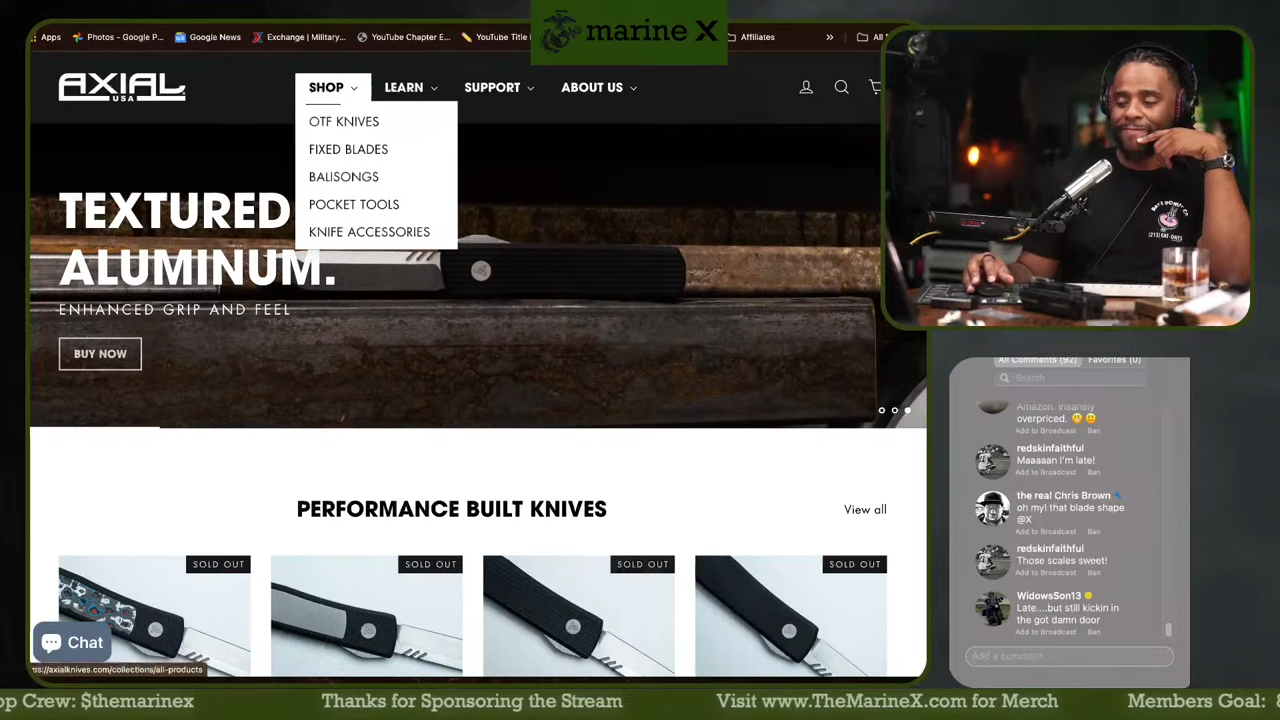 marine X
Apps
Photos - Google P...
Google News
Exchange | Military...
YouTube Chapter E...
YouTube Title
Affiliates
»
AXIAL
USA
SHOP
LEARN
SUPPORT
ABOUT US
OTF KNIVES
FIXED BLADES
BALISONGS
POCKET TOOLS
KNIFE ACCESSORIES
TEXTURED
ALUMINUM.
ENHANCED GRIP AND FEEL
BUY NOW
PERFORMANCE BUILT KNIVES
View all
SOLD OUT
SOLD OUT
SOLD OUT
SOLD OUT
Chat
axialknives.com/collections/all-products
All Comments (92)
Favorites (0)
Search
Amazon. insanely
overpriced.
Add to Broadcast · Ban
redskinfaithful
Maaaaan I'm late!
Add to Broadcast · Ban
the real Chris Brown
oh my! that blade shape
@X
Add to Broadcast · Ban
redskinfaithful
Those scales sweet!
Add to Broadcast · Ban
WidowsSon13
Late....but still kickin in
the got damn door
Add to Broadcast · Ban
Add a comment
op Crew: $themarinex
Thanks for Sponsoring the Stream
Visit www.TheMarineX.com for Merch
Members Goal: